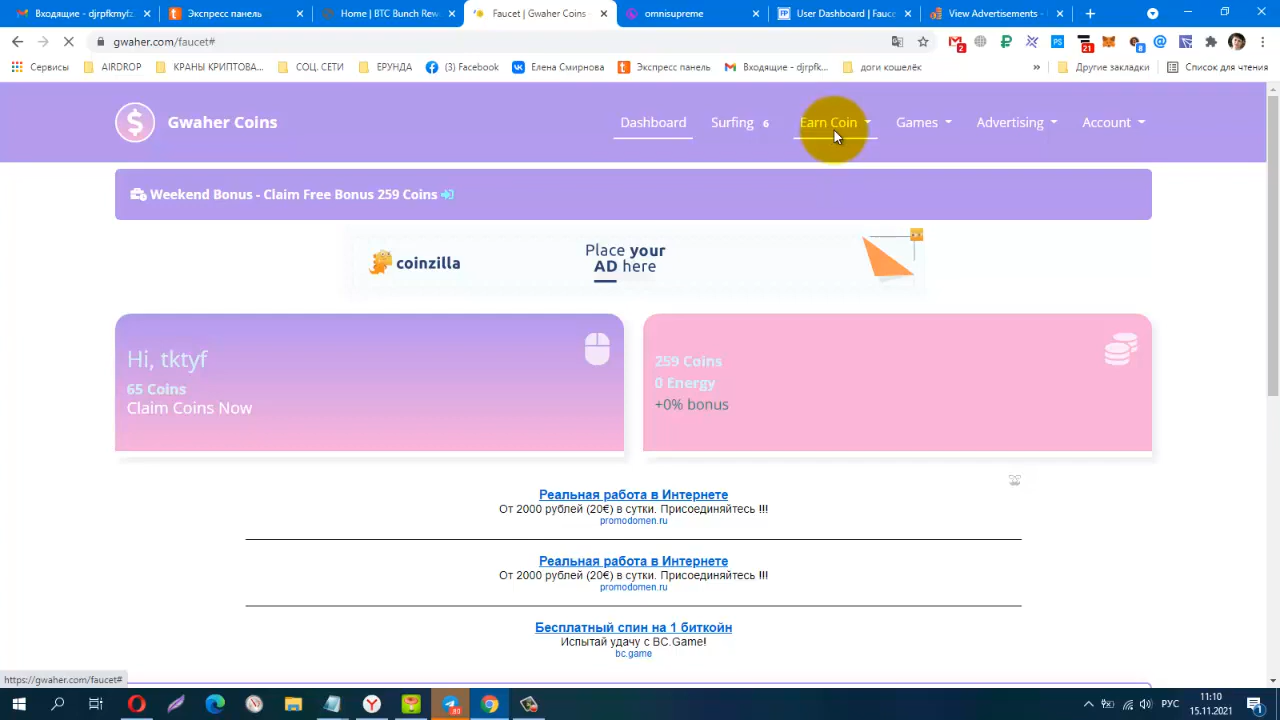 Входящие - djrpfkmyfz
Экспресс панель
Home | BTC Bunch Rew
Faucet | Gwaher Coins
omnisupreme
User Dashboard | Fauce
View Advertisements -
gwaher.com/faucet#
2
21
8
Сервисы
AIRDROP
КРАНЫ КРИПТОВА...
СОЦ. СЕТИ
ЕРУНДА
(3) Facebook
Елена Смирнова
Экспресс панель
Входящие - djrpfk...
доги кошелёк
»
Другие закладки
Список для чтения
Gwaher Coins
Dashboard
Surfing 6
Earn Coin
Games
Advertising
Account
Weekend Bonus - Claim Free Bonus 259 Coins
coinzilla
Place your
AD here
Hi, tktyf
65 Coins
Claim Coins Now
259 Coins
0 Energy
+0% bonus
Реальная работа в Интернете
От 2000 рублей (20€) в сутки. Присоединяйтесь !!!
promodomen.ru
Реальная работа в Интернете
От 2000 рублей (20€) в сутки. Присоединяйтесь !!!
promodomen.ru
Бесплатный спин на 1 биткойн
Испытай удачу с BC.Game!
bc.game
https://gwaher.com/faucet#
РУС
11:10
15.11.2021